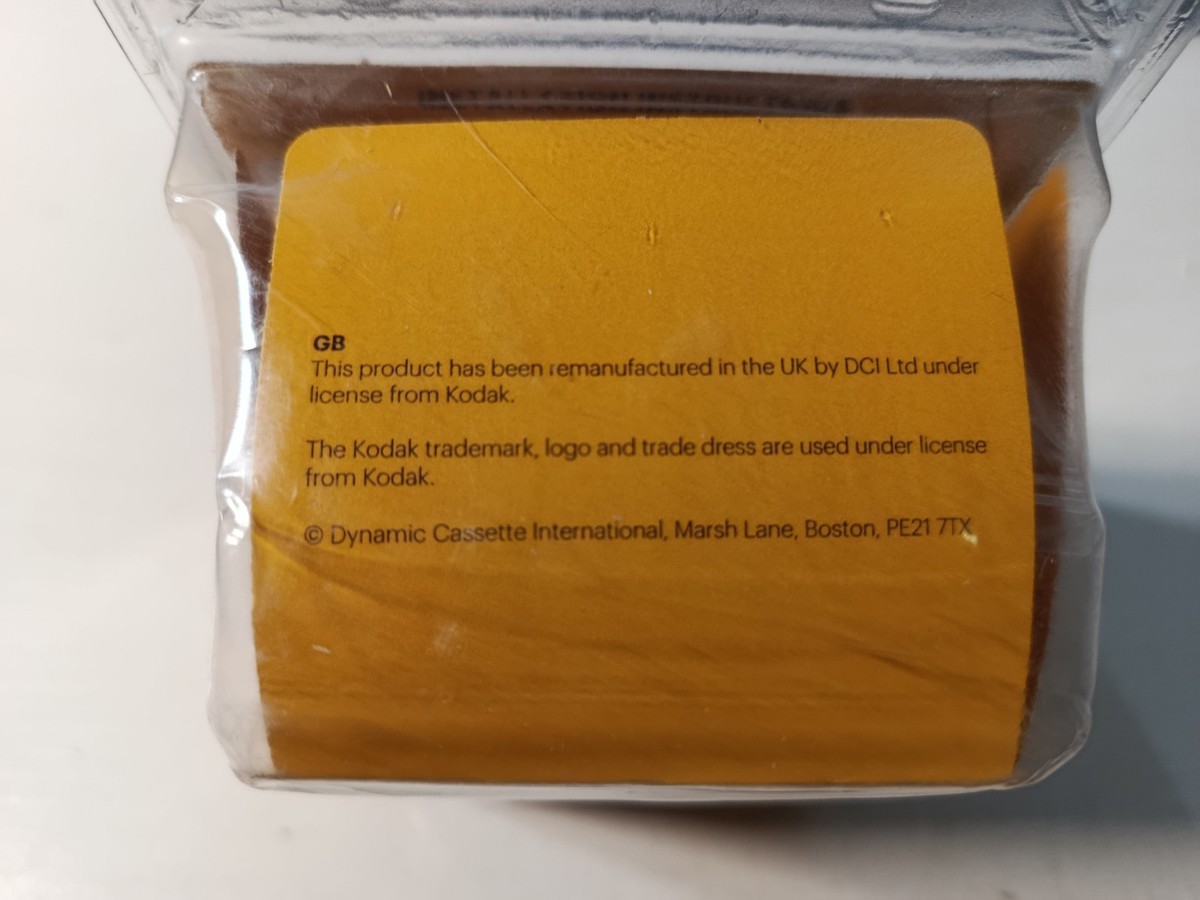 GB
This product has been remanufactured in the UK by DCI Ltd under
license from Kodak.
The Kodak trademark, logo and trade dress are used under license
from Kodak.
© Dynamic Cassette International, Marsh Lane, Boston, PE21 7TX